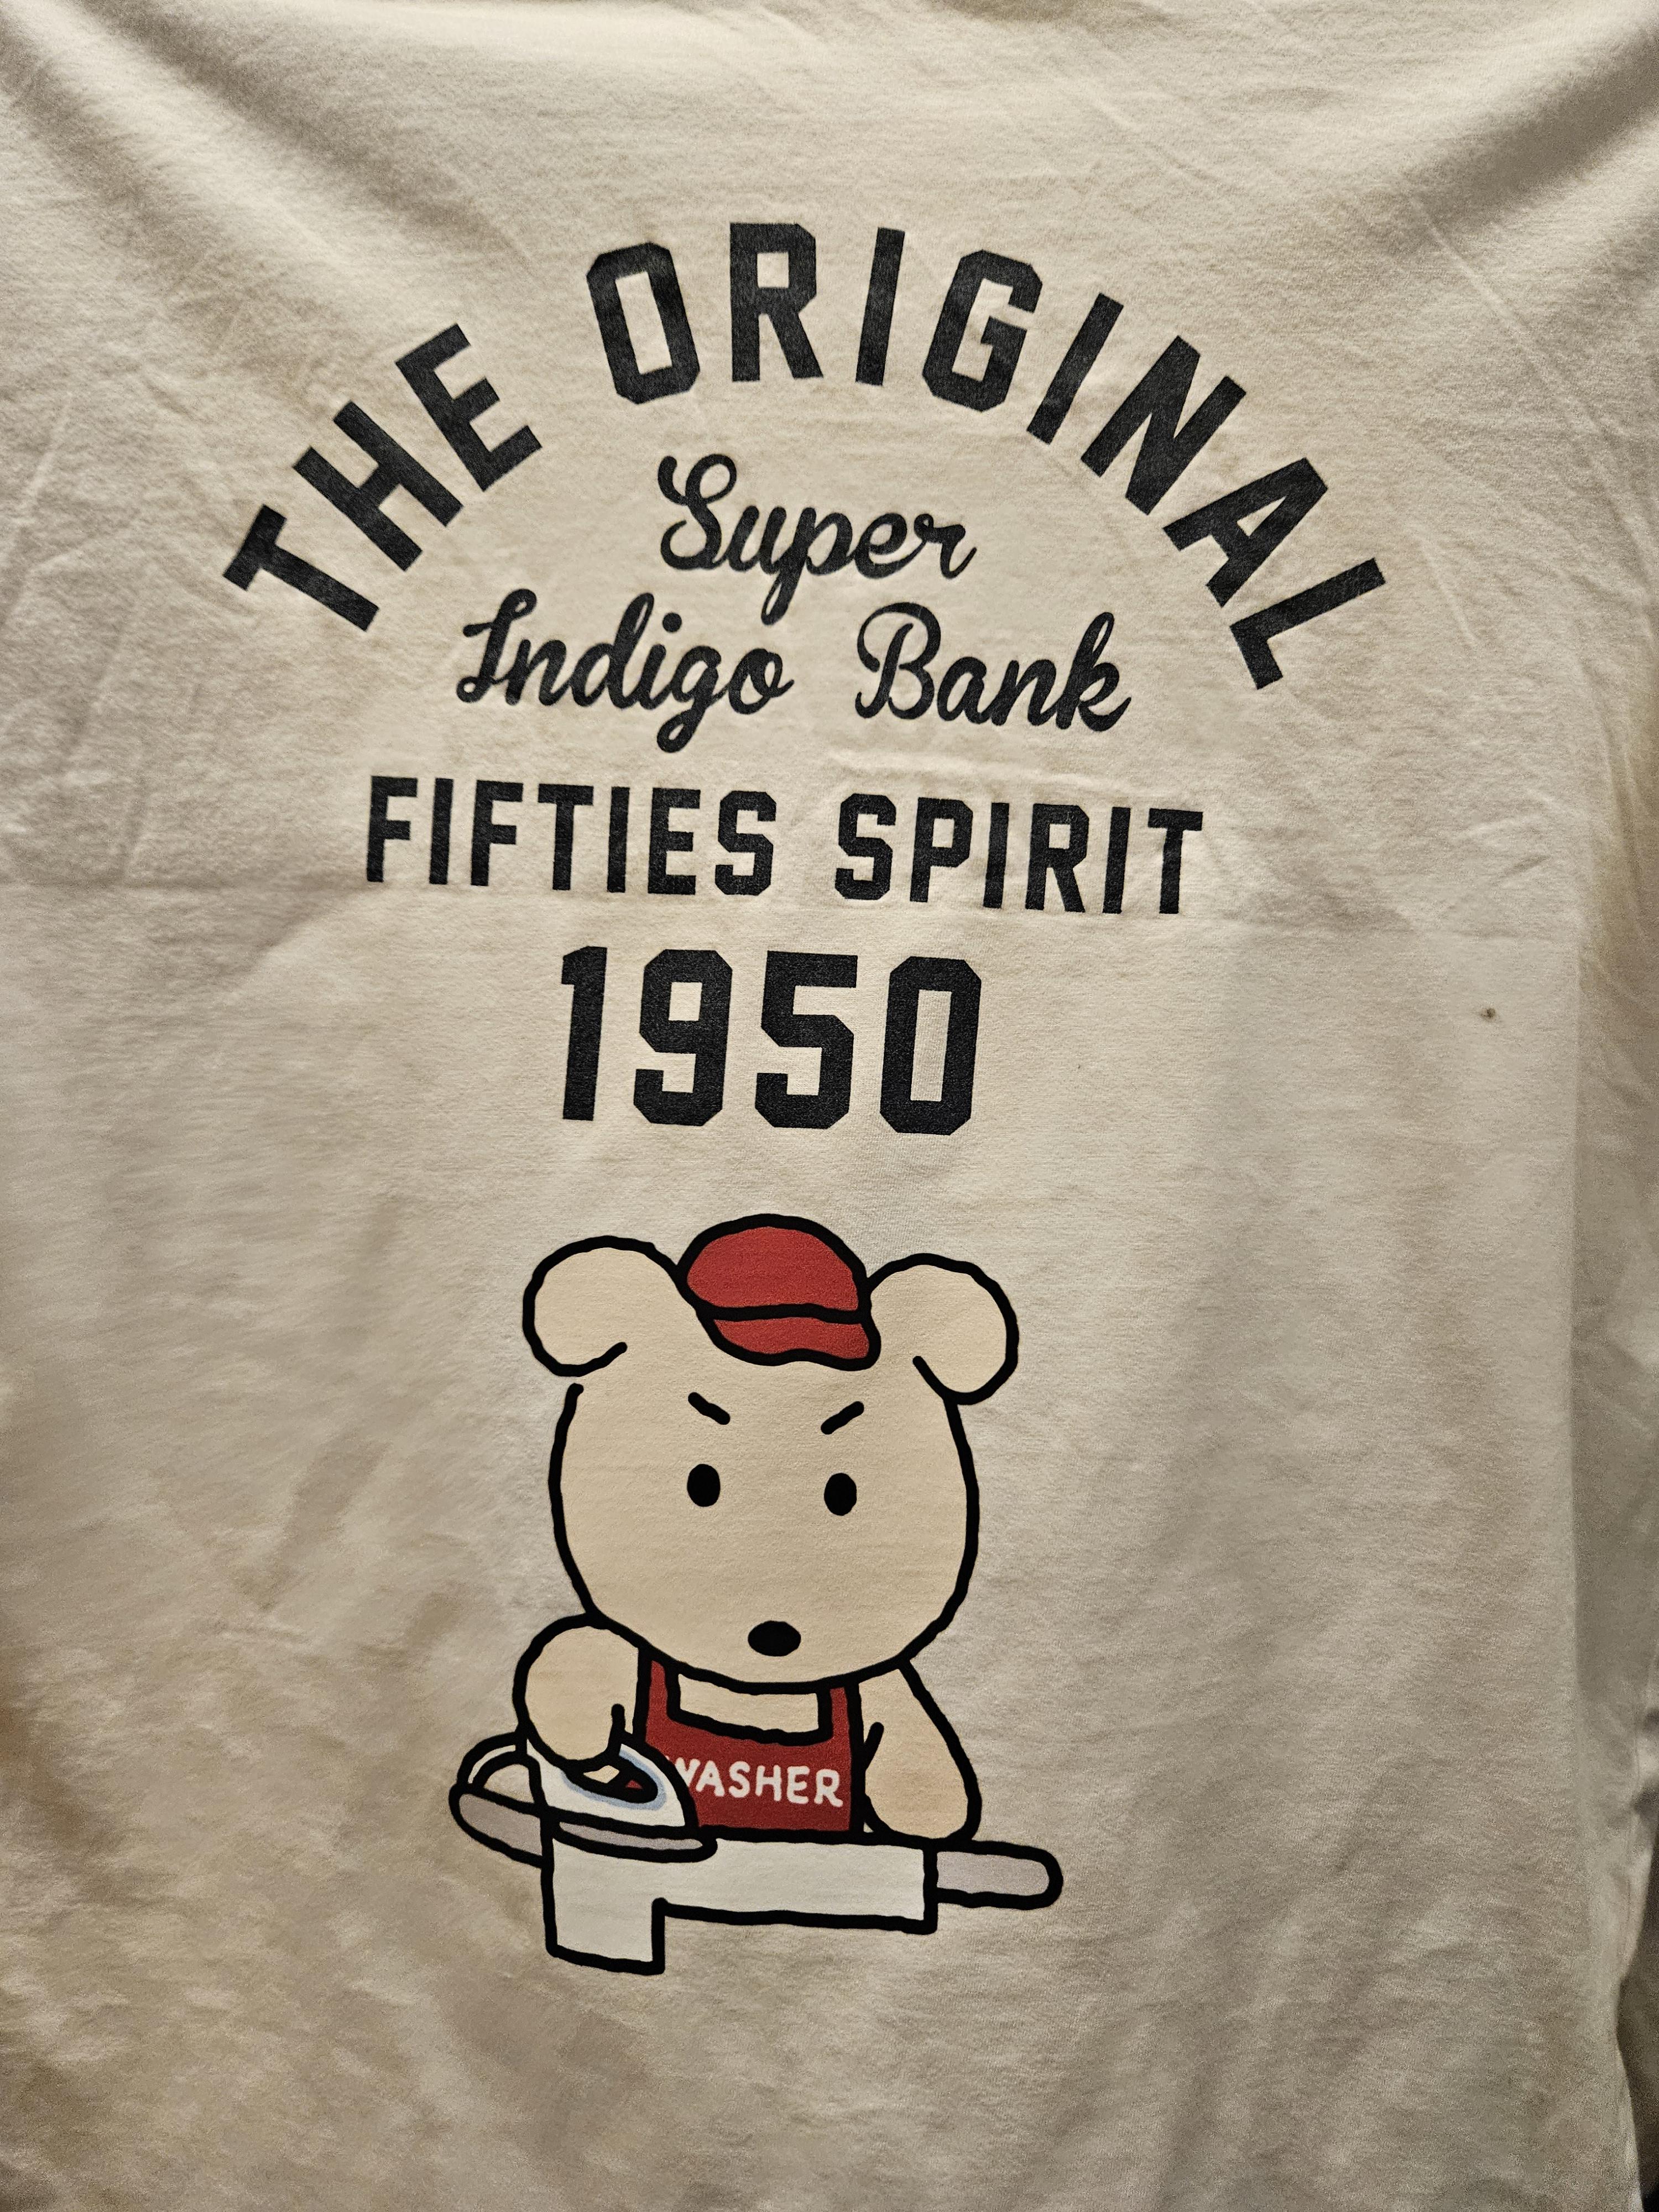 THE ORIGINAL
Super
Indigo Bank
FIFTIES SPIRIT
1950
WASHER